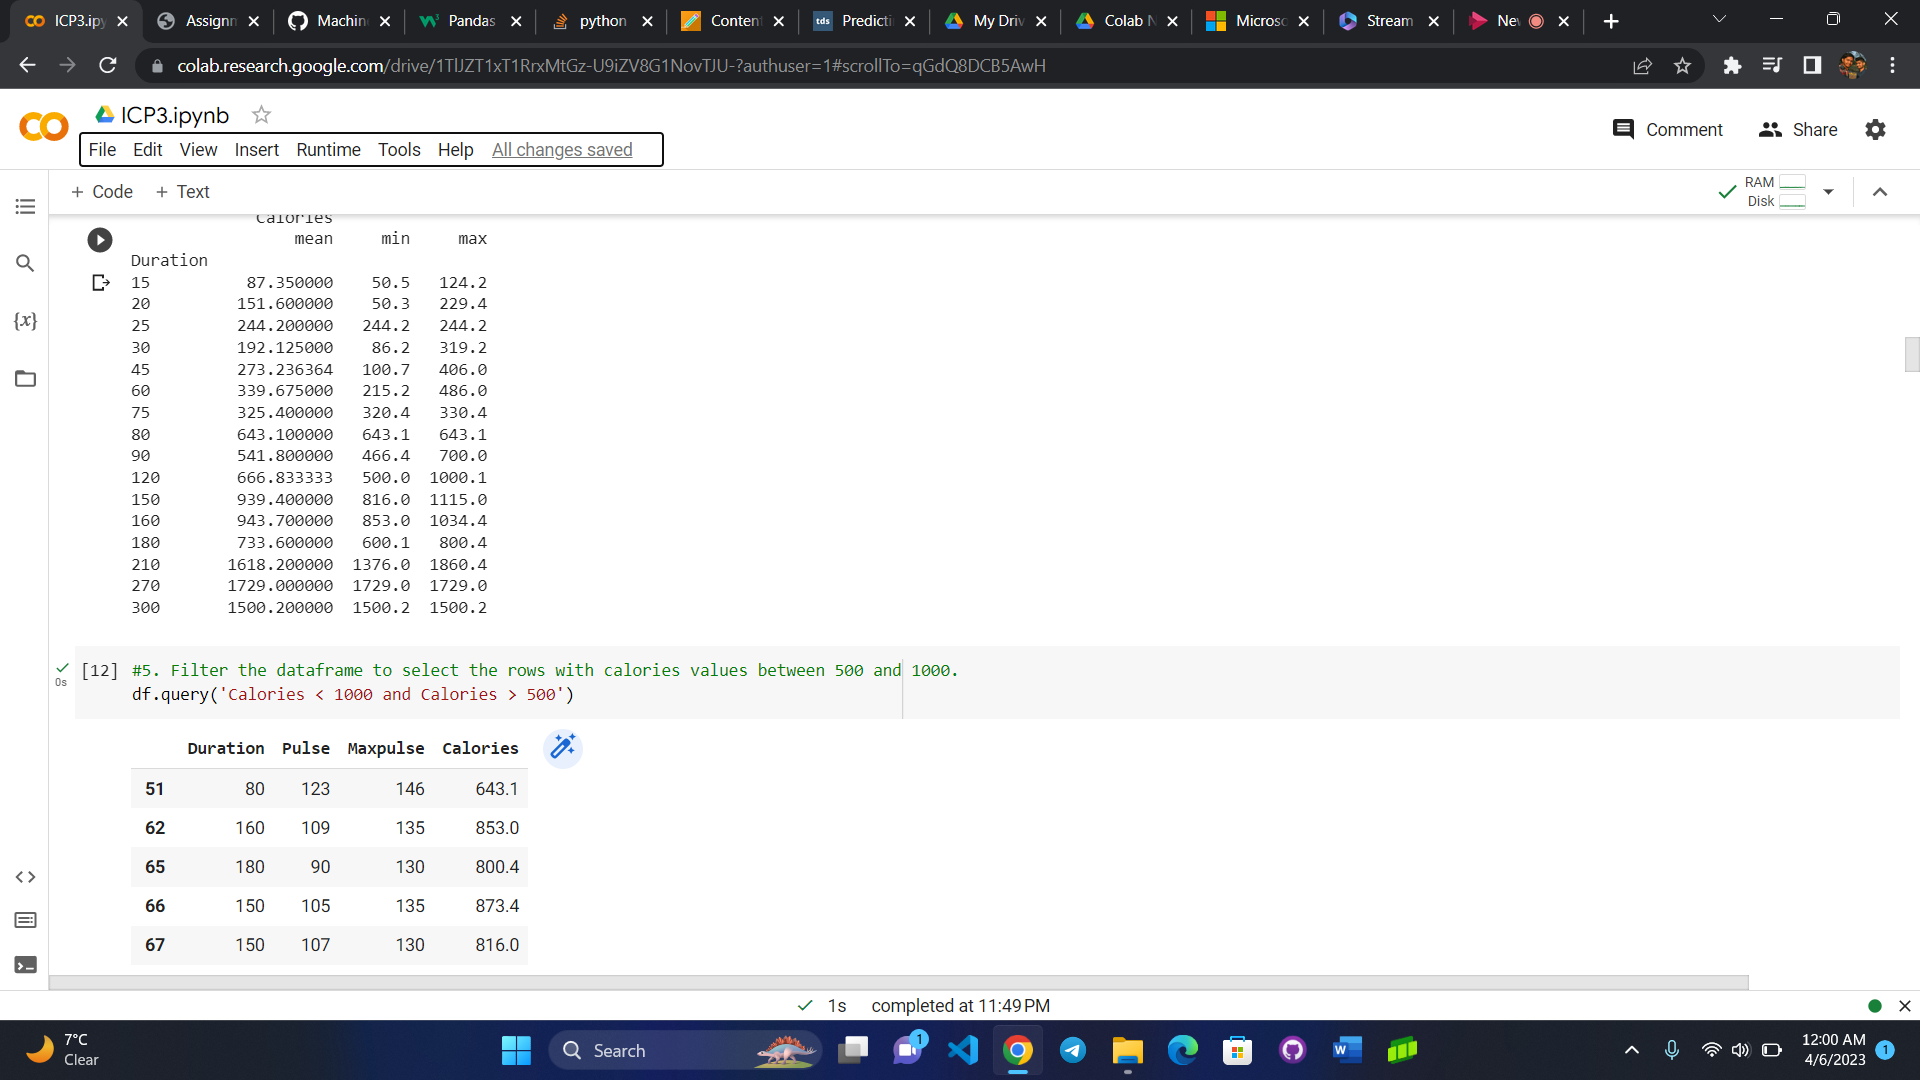 ICP3.ipy
Assignm
Machin
Pandas
python
Content
tds Predictin
My Driv
Colab N
Microso
Stream
Nev
colab.research.google.com/drive/1TlJZT1xT1RrxMtGz-U9iZV8G1NovTJU-?authuser=1#scrollTo=qGdQ8DCB5AwH
ICP3.ipynb
Comment Share
File Edit View Insert Runtime Tools Help All changes saved
+ Code + Text
RAM
Disk
Calories
mean min max
Duration
15 87.350000 50.5 124.2
20 151.600000 50.3 229.4
25 244.200000 244.2 244.2
30 192.125000 86.2 319.2
45 273.236364 100.7 406.0
60 339.675000 215.2 486.0
75 325.400000 320.4 330.4
80 643.100000 643.1 643.1
90 541.800000 466.4 700.0
120 666.833333 500.0 1000.1
150 939.400000 816.0 1115.0
160 943.700000 853.0 1034.4
180 733.600000 600.1 800.4
210 1618.200000 1376.0 1860.4
270 1729.000000 1729.0 1729.0
300 1500.200000 1500.2 1500.2
{x}
[12] #5. Filter the dataframe to select the rows with calories values between 500 and 1000.
0s df.query('Calories < 1000 and Calories > 500')
Duration Pulse Maxpulse Calories
51 80 123 146 643.1
62 160 109 135 853.0
65 180 90 130 800.4
66 150 105 135 873.4
67 150 107 130 816.0
1s completed at 11:49 PM
7°C
Clear
Search
1
12:00 AM
4/6/2023
1